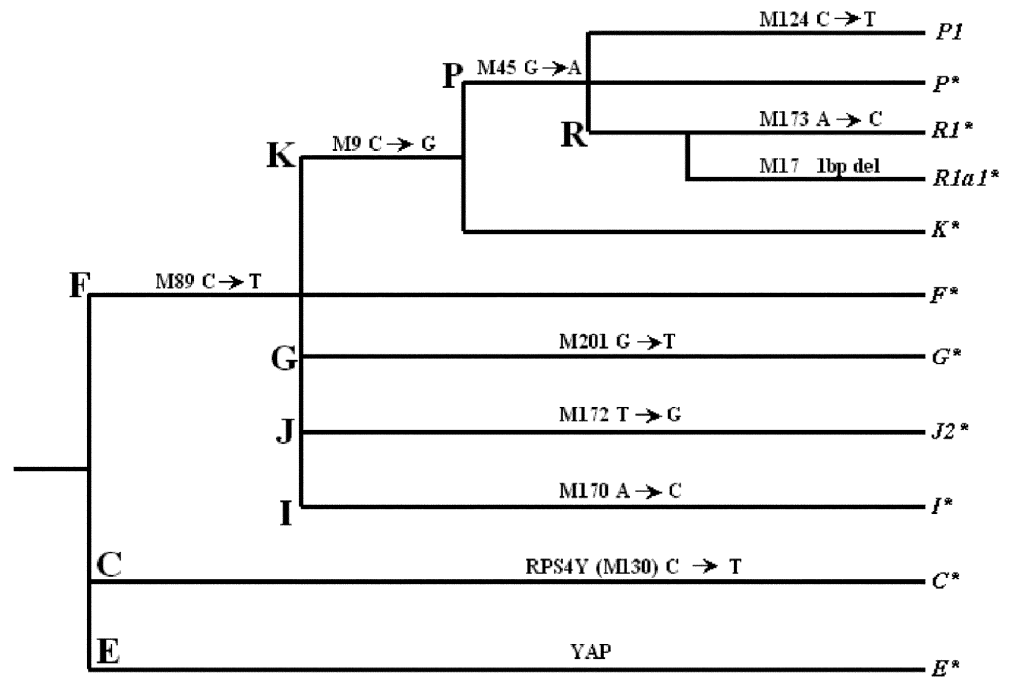 M124 C → T P1
P M45 G → A P*
R M173 A → C R1*
M17 1bp del R1a1*
K M9 C → G
K*
F M89 C → T F*
G M201 G → T G*
J M172 T → G J2*
I M170 A → C I*
C RPS4Y (M130) C → T C*
E YAP E*